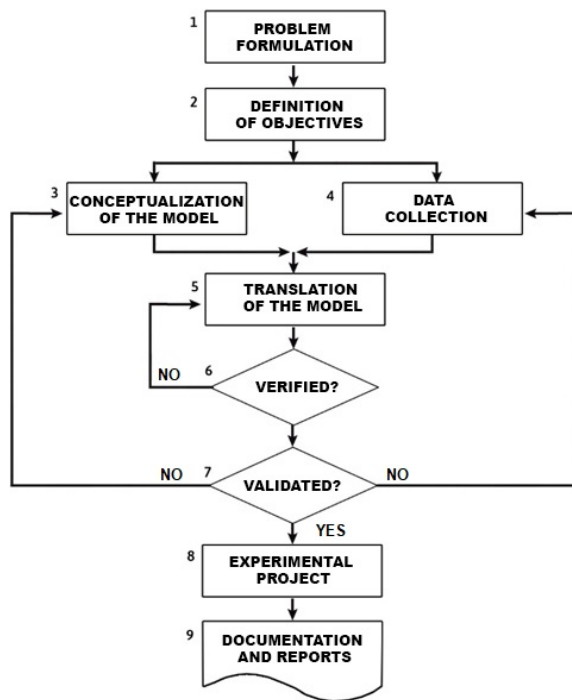 1
PROBLEM
FORMULATION
2
DEFINITION
OF OBJECTIVES
3
CONCEPTUALIZATION
OF THE MODEL
4
DATA
COLLECTION
5
TRANSLATION
OF THE MODEL
6
VERIFIED?
NO
7
VALIDATED?
NO
NO
YES
8
EXPERIMENTAL
PROJECT
9
DOCUMENTATION
AND REPORTS